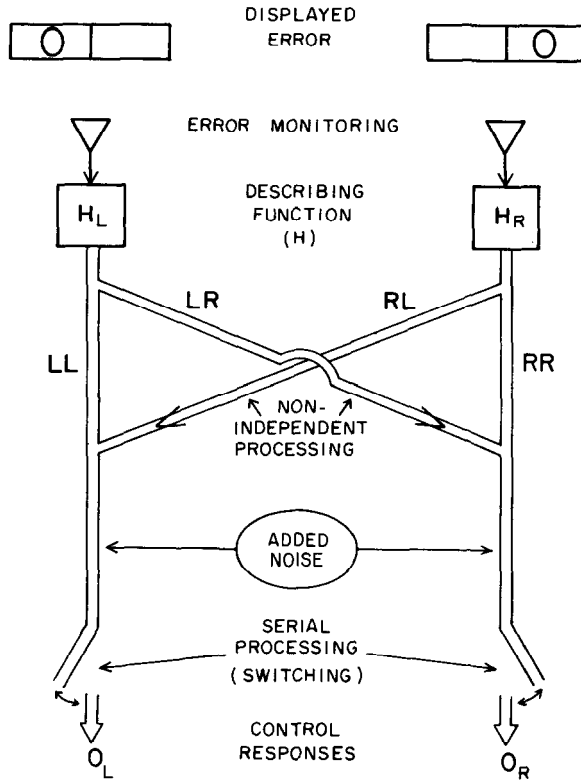 DISPLAYED
ERROR
ERROR MONITORING
DESCRIBING
FUNCTION
(H)
H_L
H_R
LR
RL
LL
RR
NON-
INDEPENDENT
PROCESSING
ADDED
NOISE
SERIAL
PROCESSING
(SWITCHING)
CONTROL
RESPONSES
O_L
O_R